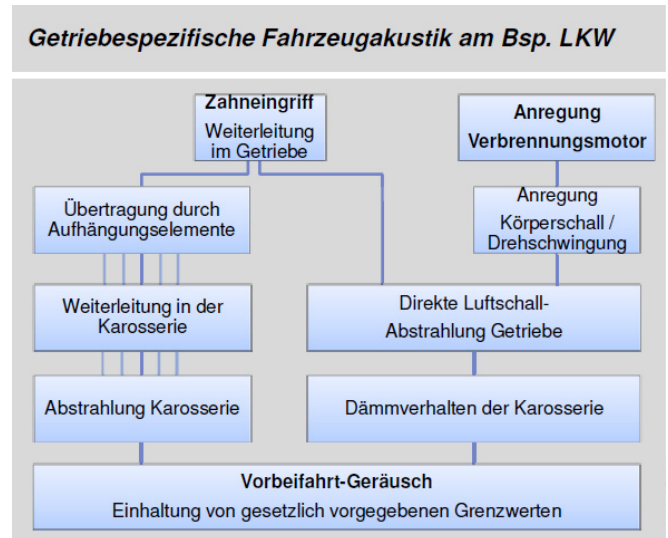 Getriebespezifische Fahrzeugakustik am Bsp. LKW
Zahneingriff
Weiterleitung
im Getriebe
Anregung
Verbrennungsmotor
Übertragung durch
Aufhängungselemente
Anregung
Körperschall /
Drehschwingung
Weiterleitung in der
Karosserie
Direkte Luftschall-
Abstrahlung Getriebe
Abstrahlung Karosserie
Dämmverhalten der Karosserie
Vorbeifahrt-Geräusch
Einhaltung von gesetzlich vorgegebenen Grenzwerten